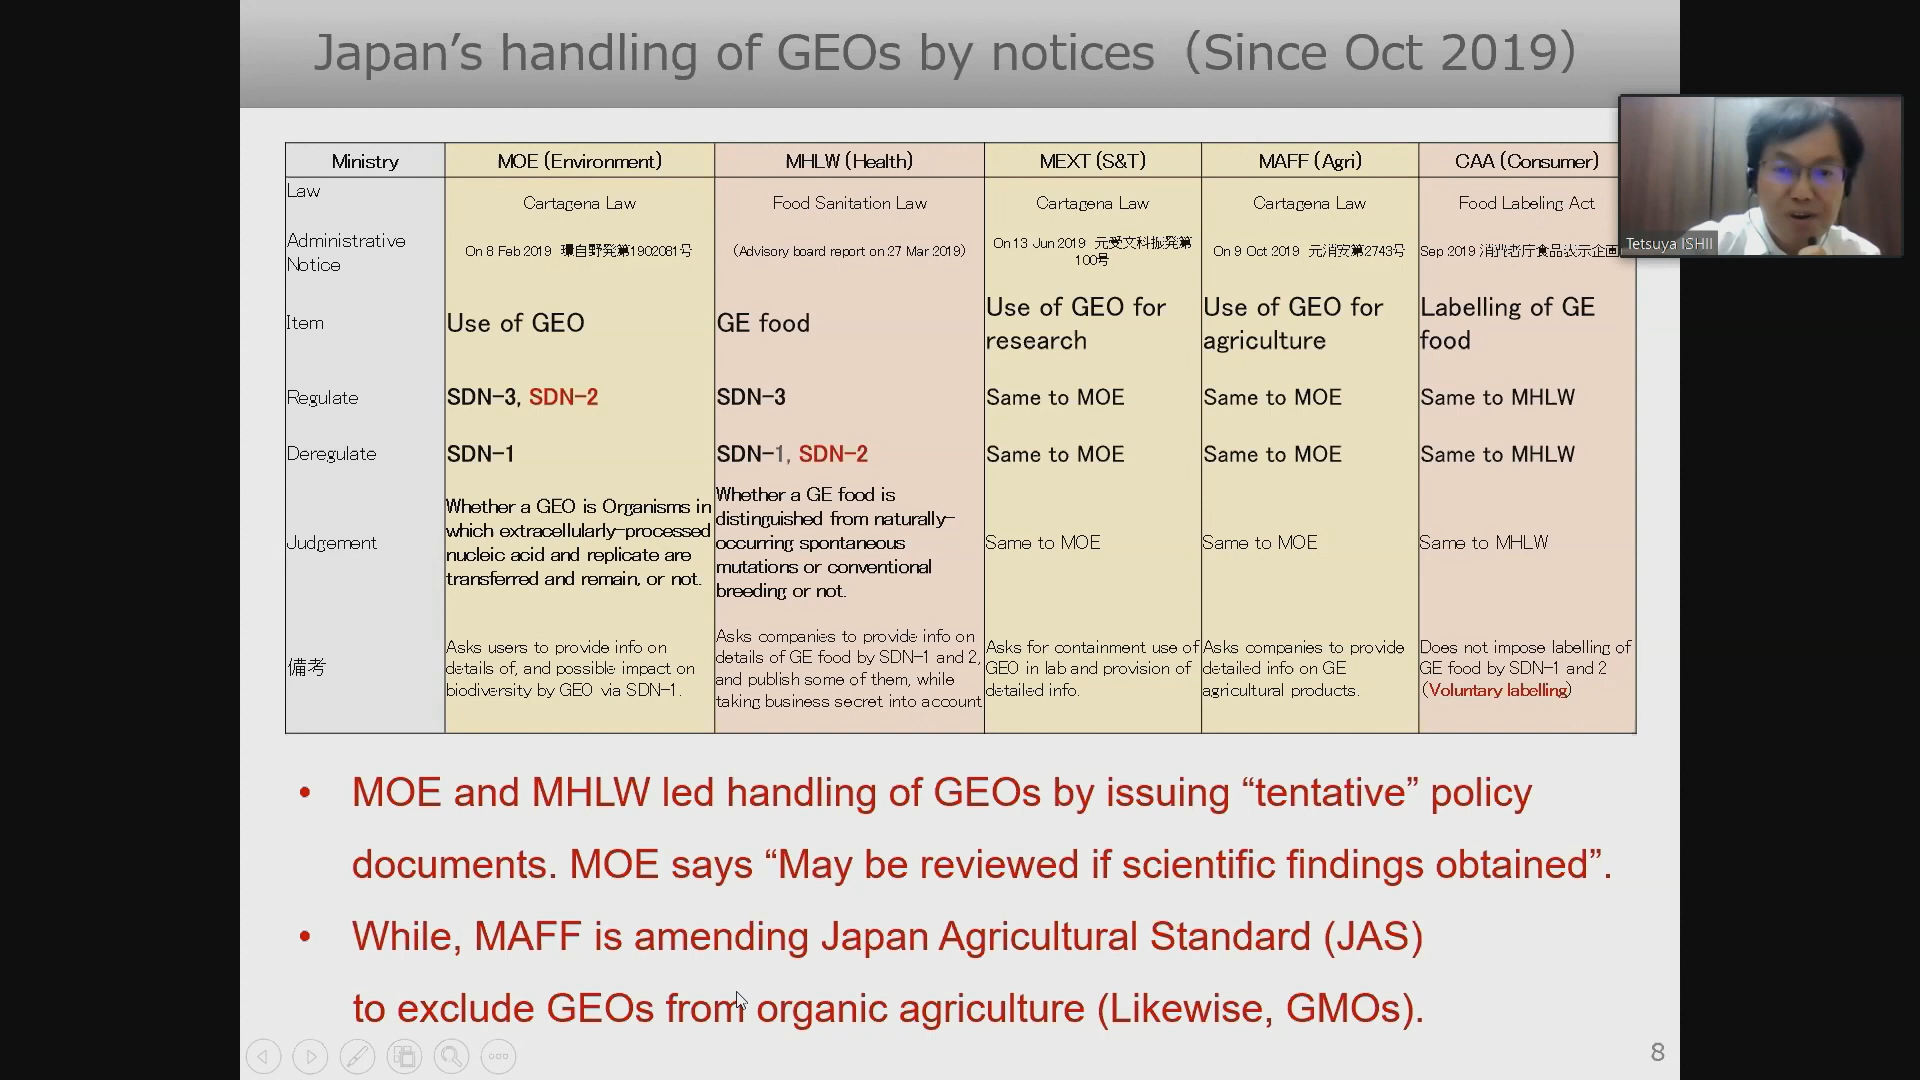 Japan’s handling of GEOs by notices (Since Oct 2019)
Ministry MOE (Environment) MHLW (Health) MEXT (S&T) MAFF (Agri) CAA (Consumer)
Law Cartagena Law Food Sanitation Law Cartagena Law Cartagena Law Food Labeling Act
Administrative
Notice
On 8 Feb 2019 環自野発第1902081号
(Advisory board report on 27 Mar 2019)
On 13 Jun 2019 元受文科振発第
100号
On 9 Oct 2019 元消安第2743号
Sep 2019 消費者庁食品表示企画
Item
Use of GEO
GE food
Use of GEO for
research
Use of GEO for
agriculture
Labelling of GE
food
Regulate SDN-3, SDN-2 SDN-3 Same to MOE Same to MOE Same to MHLW
Deregulate SDN-1 SDN-1, SDN-2 Same to MOE Same to MOE Same to MHLW
Judgement
Whether a GEO is Organisms in
which extracellularly-processed
nucleic acid and replicate are
transferred and remain, or not.
Whether a GE food is
distinguished from naturally-
occurring spontaneous
mutations or conventional
breeding or not.
Same to MOE
Same to MOE
Same to MHLW
備考
Asks users to provide info on
details of, and possible impact on
biodiversity by GEO via SDN-1.
Asks companies to provide info on
details of GE food by SDN-1 and 2,
and publish some of them, while
taking business secret into account
Asks for containment use of
GEO in lab and provision of
detailed info.
Asks companies to provide
detailed info on GE
agricultural products.
Does not impose labelling of
GE food by SDN-1 and 2
(Voluntary labelling)
Tetsuya ISHII
• MOE and MHLW led handling of GEOs by issuing “tentative” policy
documents. MOE says “May be reviewed if scientific findings obtained”.
• While, MAFF is amending Japan Agricultural Standard (JAS)
to exclude GEOs from organic agriculture (Likewise, GMOs).
8